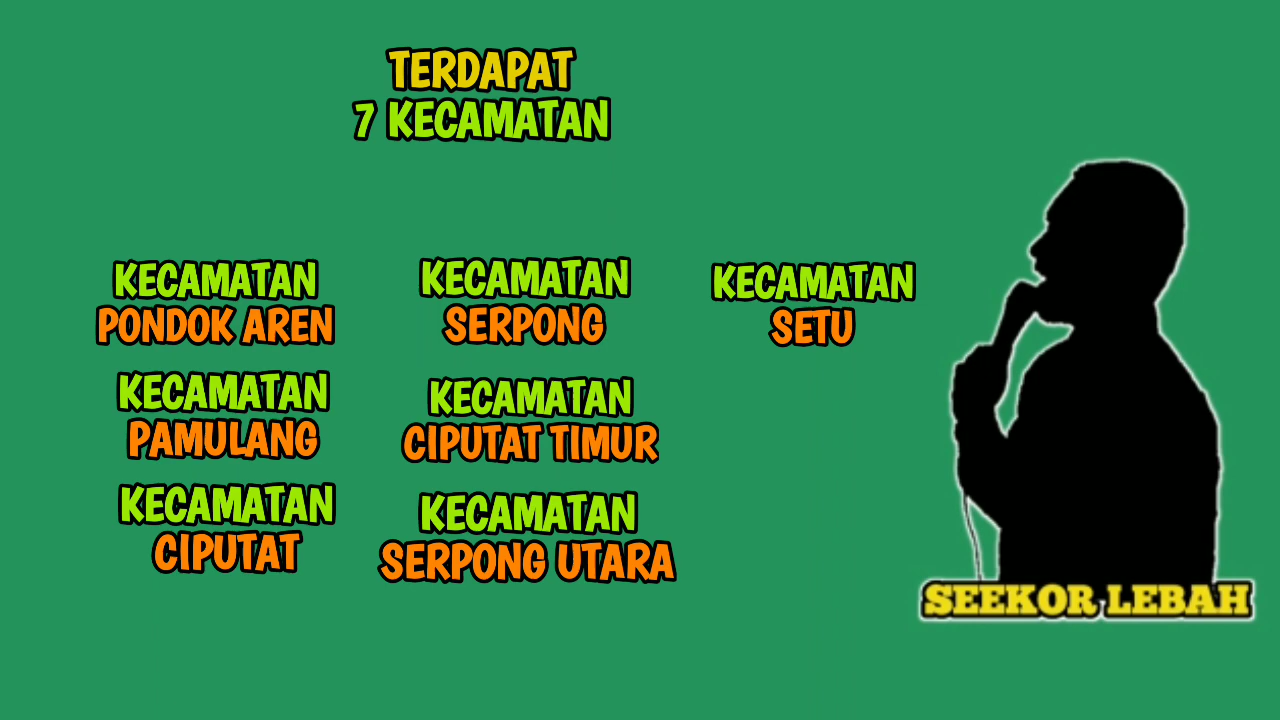 TERDAPAT
7 KECAMATAN
KECAMATAN
PONDOK AREN
KECAMATAN
PAMULANG
KECAMATAN
CIPUTAT
KECAMATAN
SERPONG
KECAMATAN
CIPUTAT TIMUR
KECAMATAN
SERPONG UTARA
KECAMATAN
SETU
SEEKOR LEBAH